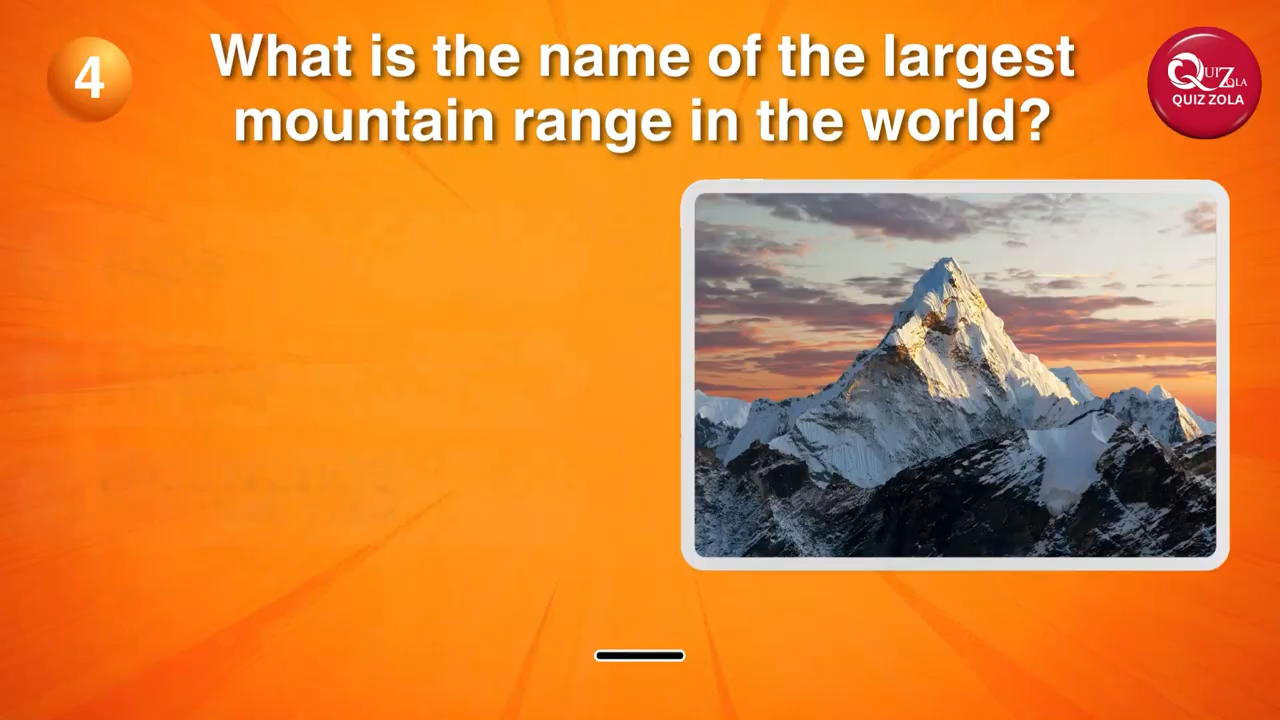 4
What is the name of the largest
mountain range in the world?
QUIZ ZOLA
QUIZ ZOLA